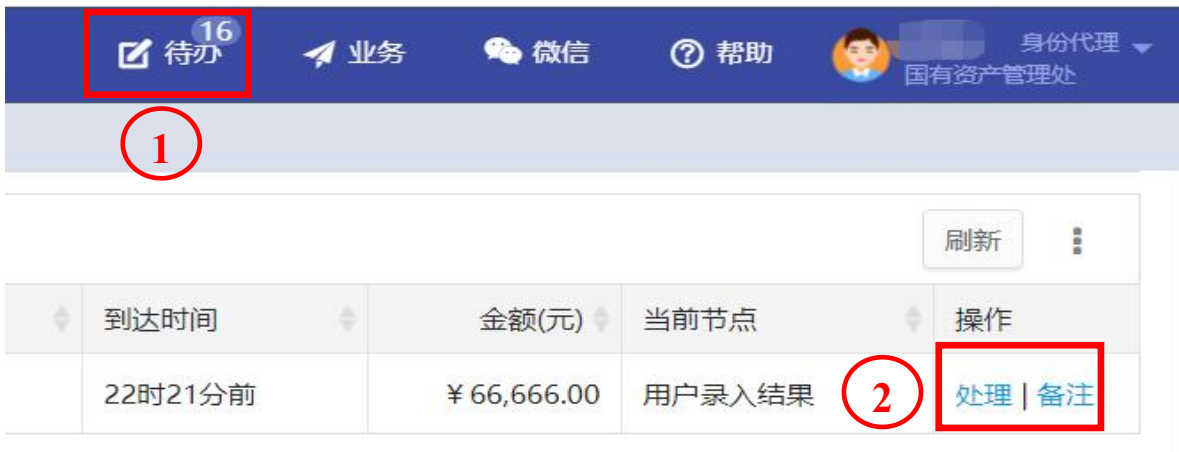 待办 16 业务 微信 帮助 身份代理
国有资产管理处
1
刷新
到达时间 金额(元) 当前节点 操作
22时21分前 ¥ 66,666.00 用户录入结果 2 处理 | 备注